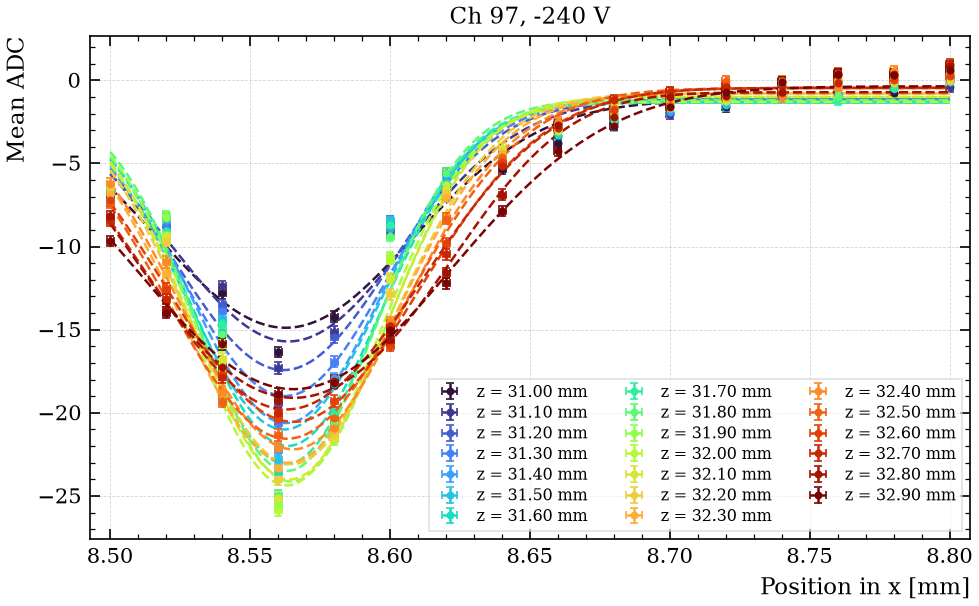 Ch 97, -240 V
Mean ADC
0
−5
−10
−15
−20
−25
z = 31.00 mm
z = 31.10 mm
z = 31.20 mm
z = 31.30 mm
z = 31.40 mm
z = 31.50 mm
z = 31.60 mm
z = 31.70 mm
z = 31.80 mm
z = 31.90 mm
z = 32.00 mm
z = 32.10 mm
z = 32.20 mm
z = 32.30 mm
z = 32.40 mm
z = 32.50 mm
z = 32.60 mm
z = 32.70 mm
z = 32.80 mm
z = 32.90 mm
8.50 8.55 8.60 8.65 8.70 8.75 8.80
Position in x [mm]